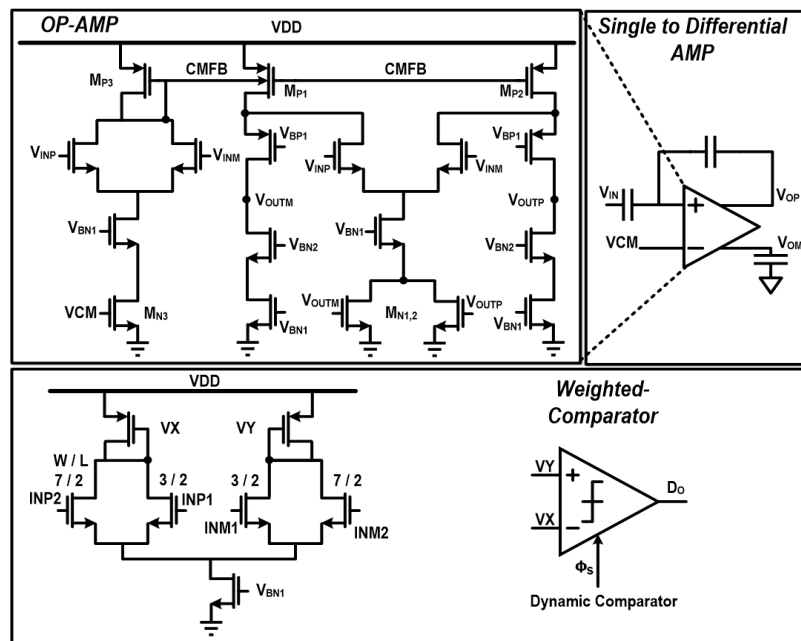 OP-AMP
VDD
CMFB
CMFB
MP3
MP1
MP2
VINP
VINM
VBP1
VINP
VINM
VBP1
VOUTM
VOUTP
VBN1
VBN2
VBN1
VBN2
VCM
MN3
VBN1
VOUTM
MN1,2
VOUTP
VBN1
Single to Differential
AMP
VIN
+
VOP
VCM
−
VOM
VDD
VX
VY
W / L
7 / 2
3 / 2
3 / 2
7 / 2
INP2
INP1
INM1
INM2
VBN1
Weighted-
Comparator
VY
+
DO
VX
−
ΦS
Dynamic Comparator